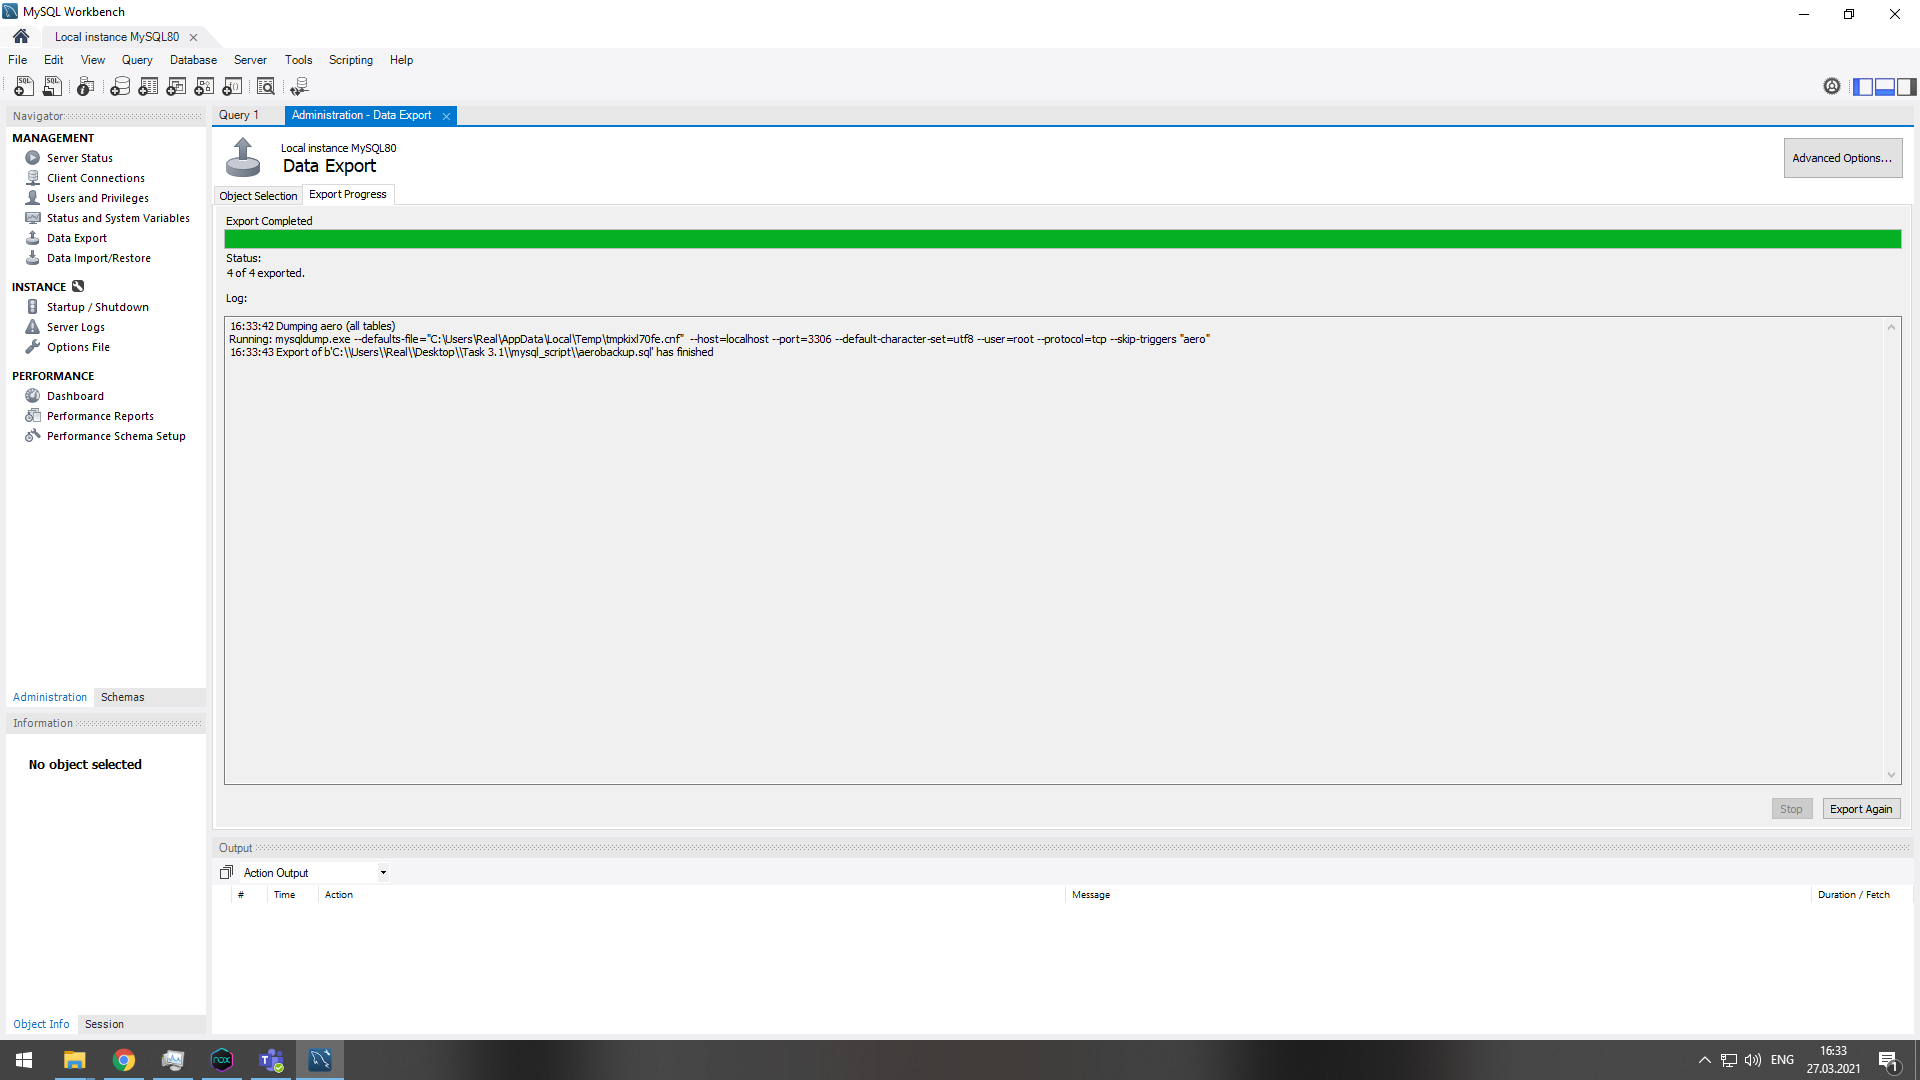 MySQL Workbench
Local instance MySQL80
File Edit View Query Database Server Tools Scripting Help
Navigator
MANAGEMENT
Server Status
Client Connections
Users and Privileges
Status and System Variables
Data Export
Data Import/Restore
INSTANCE
Startup / Shutdown
Server Logs
Options File
PERFORMANCE
Dashboard
Performance Reports
Performance Schema Setup
Administration Schemas
Information
No object selected
Object Info Session
Query 1 Administration - Data Export
Local instance MySQL80
Data Export
Advanced Options...
Object Selection Export Progress
Export Completed
Status:
4 of 4 exported.
Log:
16:33:42 Dumping aero (all tables)
Running: mysqldump.exe --defaults-file="C:\Users\Real\AppData\Local\Temp\tmpkixl70fe.cnf"  --host=localhost --port=3306 --default-character-set=utf8 --user=root --protocol=tcp --skip-triggers "aero"
16:33:43 Export of b'C:\\Users\\Real\\Desktop\\Task 3.1\\mysql_script\\aerobackup.sql' has finished
Stop Export Again
Output
Action Output
# Time Action Message Duration / Fetch
nox
ENG
16:33
27.03.2021
1